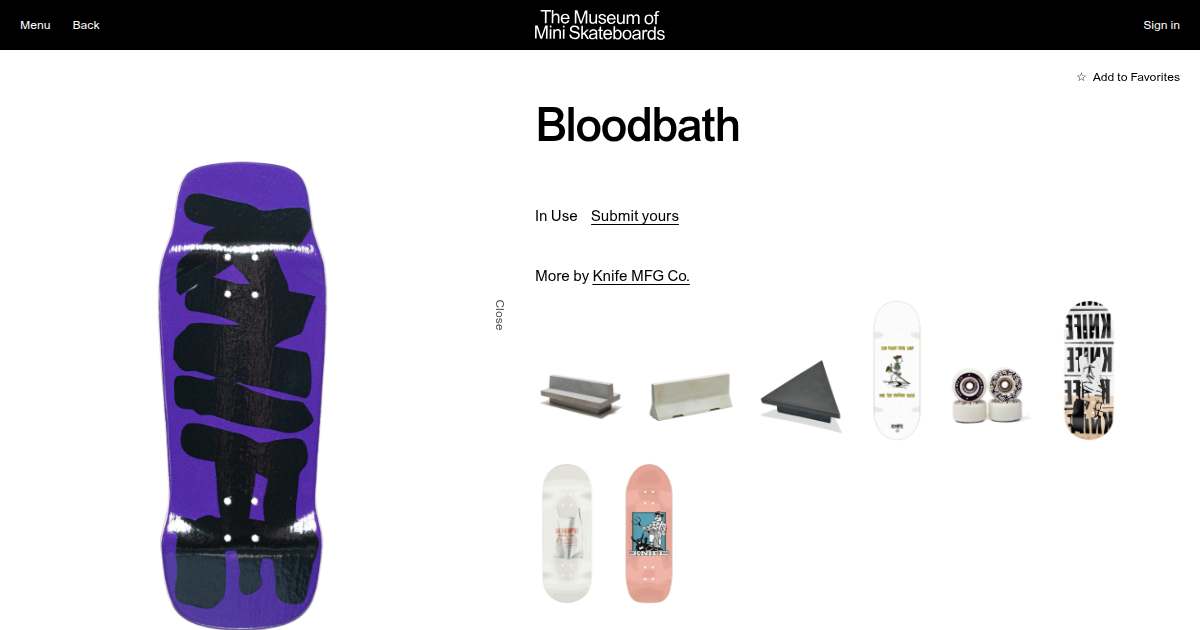 Menu
Back
The Museum of
Mini Skateboards
Sign in
☆ Add to Favorites
Bloodbath
In Use Submit yours
More by Knife MFG Co.
Close
KNIFE
KNIFE
KNIFE